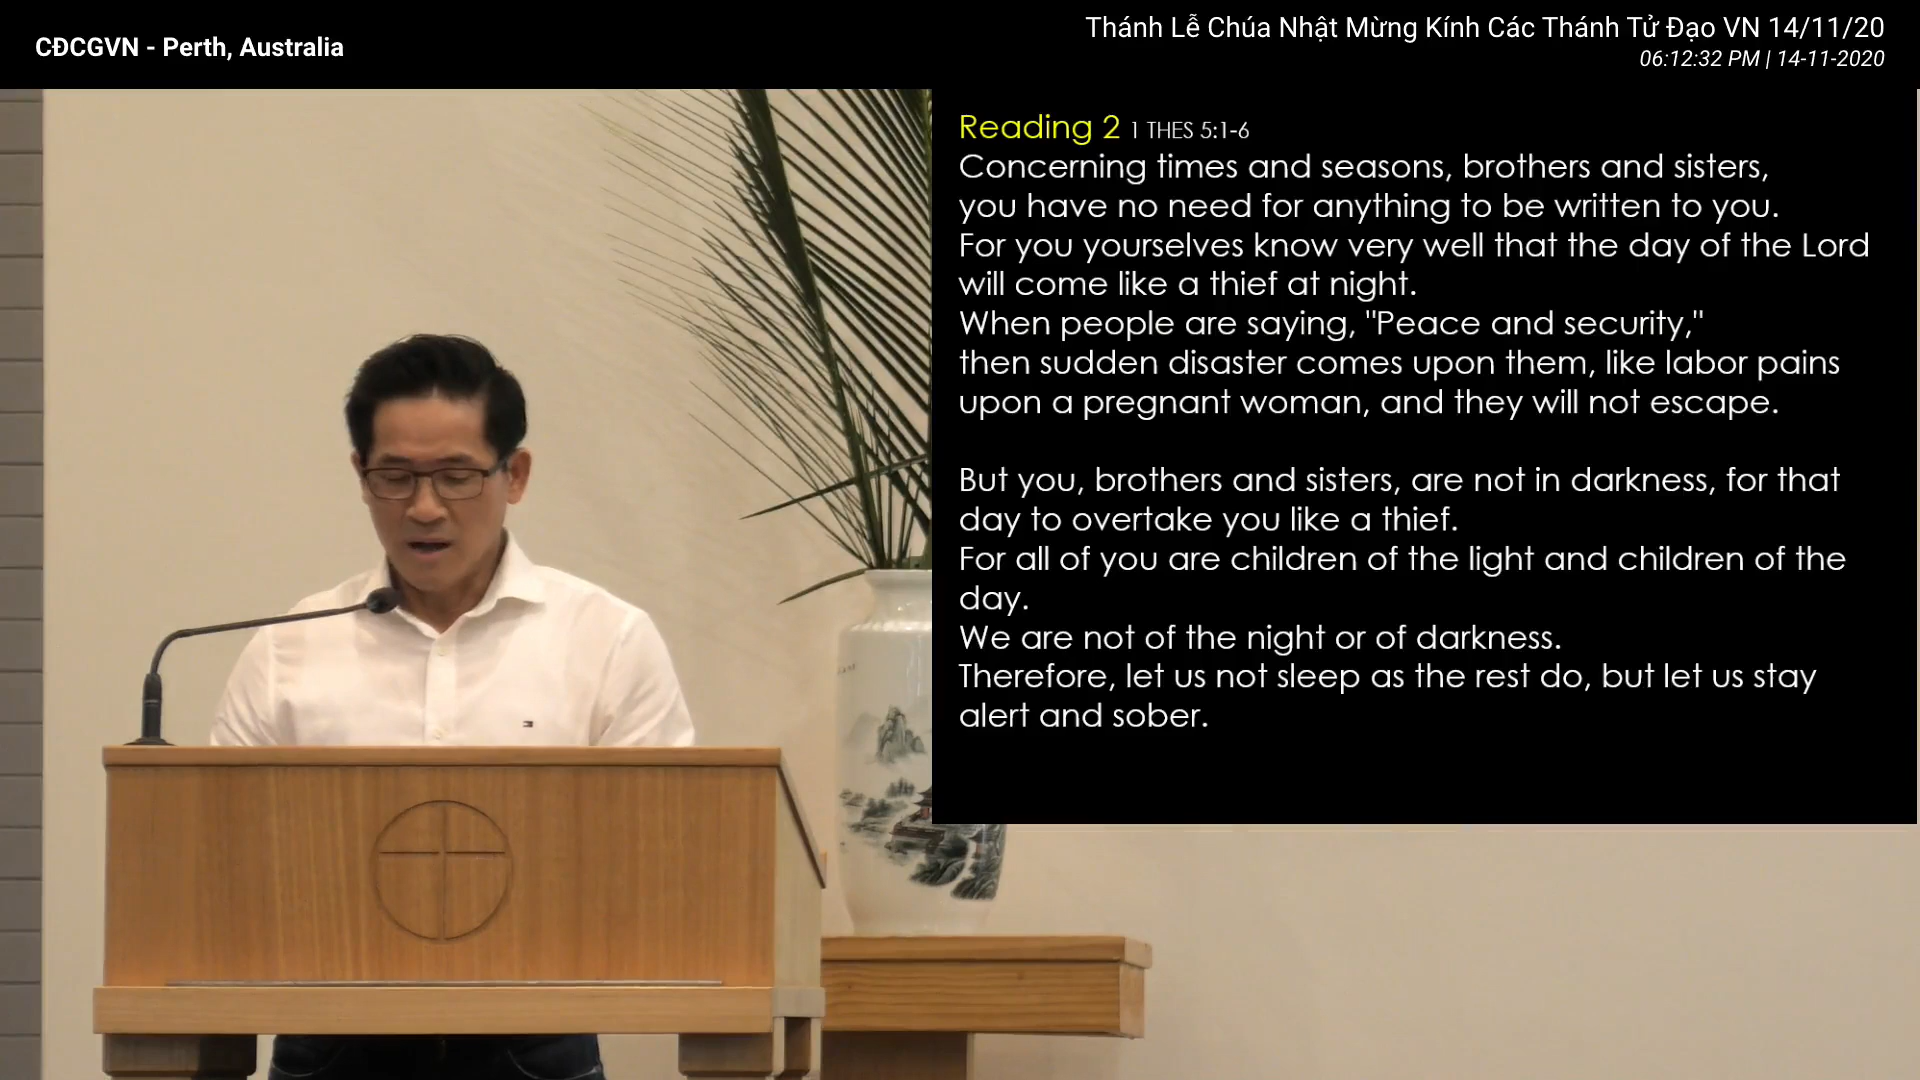 CĐCGVN - Perth, Australia
Thánh Lễ Chúa Nhật Mừng Kính Các Thánh Tử Đạo VN 14/11/20
06:12:32 PM | 14-11-2020
Reading 2 1 THES 5:1-6
Concerning times and seasons, brothers and sisters,
you have no need for anything to be written to you.
For you yourselves know very well that the day of the Lord
will come like a thief at night.
When people are saying, "Peace and security,"
then sudden disaster comes upon them, like labor pains
upon a pregnant woman, and they will not escape.
But you, brothers and sisters, are not in darkness, for that
day to overtake you like a thief.
For all of you are children of the light and children of the
day.
We are not of the night or of darkness.
Therefore, let us not sleep as the rest do, but let us stay
alert and sober.